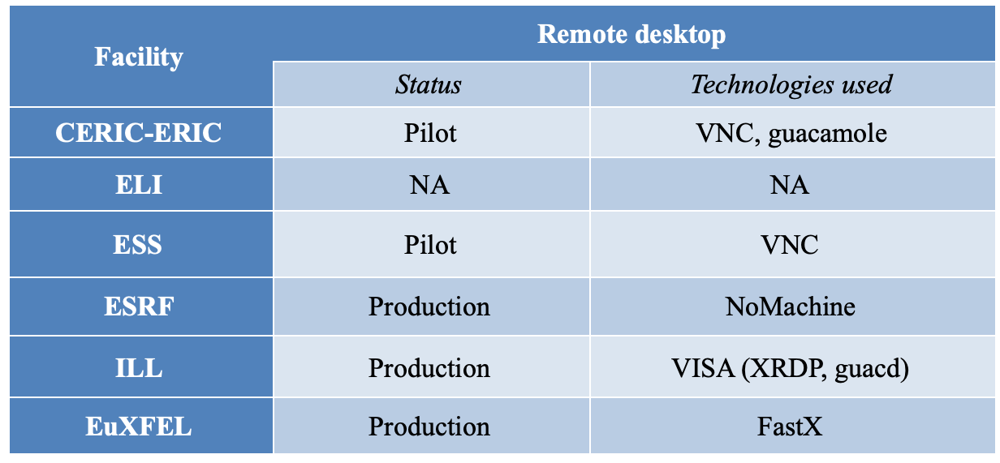 Facility
Remote desktop
Status Technologies used
CERIC-ERIC Pilot VNC, guacamole
ELI NA NA
ESS Pilot VNC
ESRF Production NoMachine
ILL Production VISA (XRDP, guacd)
EuXFEL Production FastX